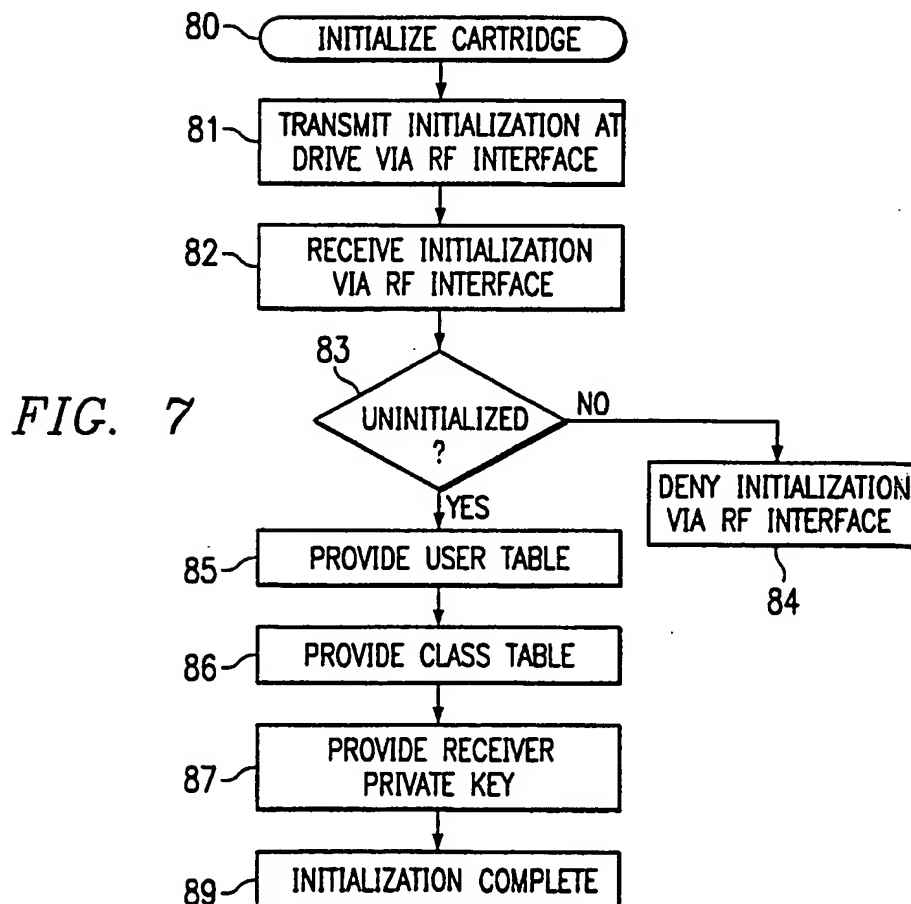 80
INITIALIZE CARTRIDGE
81
TRANSMIT INITIALIZATION AT
DRIVE VIA RF INTERFACE
82
RECEIVE INITIALIZATION
VIA RF INTERFACE
83
FIG. 7
UNINITIALIZED
?
NO
YES
DENY INITIALIZATION
VIA RF INTERFACE
84
85
PROVIDE USER TABLE
86
PROVIDE CLASS TABLE
87
PROVIDE RECEIVER
PRIVATE KEY
89
INITIALIZATION COMPLETE